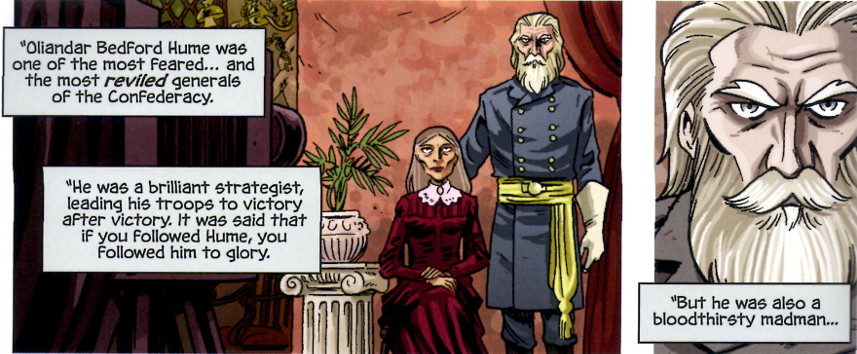 "Oliandar Bedford Hume was
one of the most feared... and
the most reviled generals
of the Confederacy.
"He was a brilliant strategist,
leading his troops to victory
after victory. It was said that
if you followed Hume, you
followed him to glory.
"But he was also a
bloodthirsty madman...